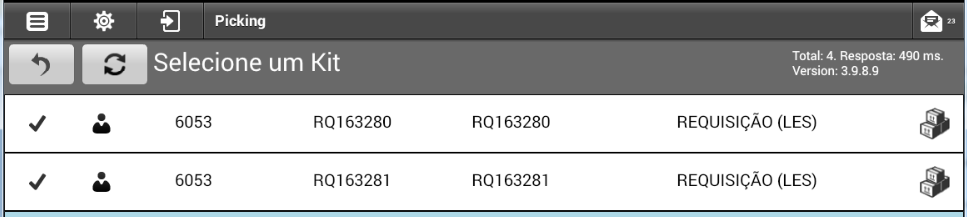 Picking
23
Selecione um Kit
Total: 4. Resposta: 490 ms.
Version: 3.9.8.9
6053 RQ163280 RQ163280 REQUISIÇÃO (LES)
6053 RQ163281 RQ163281 REQUISIÇÃO (LES)